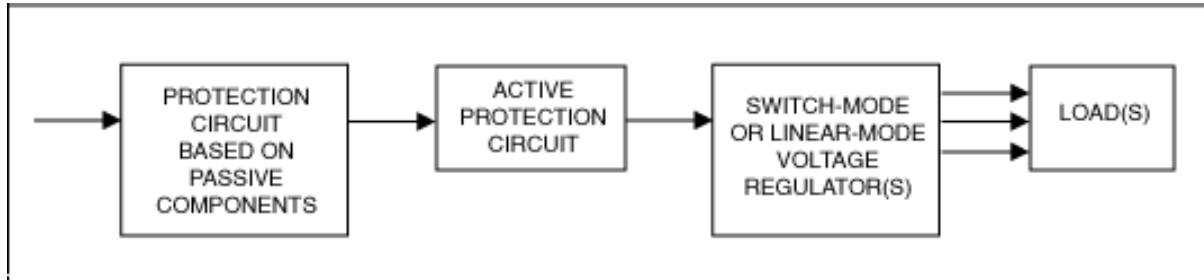 PROTECTION
CIRCUIT
BASED ON
PASSIVE
COMPONENTS
ACTIVE
PROTECTION
CIRCUIT
SWITCH-MODE
OR LINEAR-MODE
VOLTAGE
REGULATOR(S)
LOAD(S)